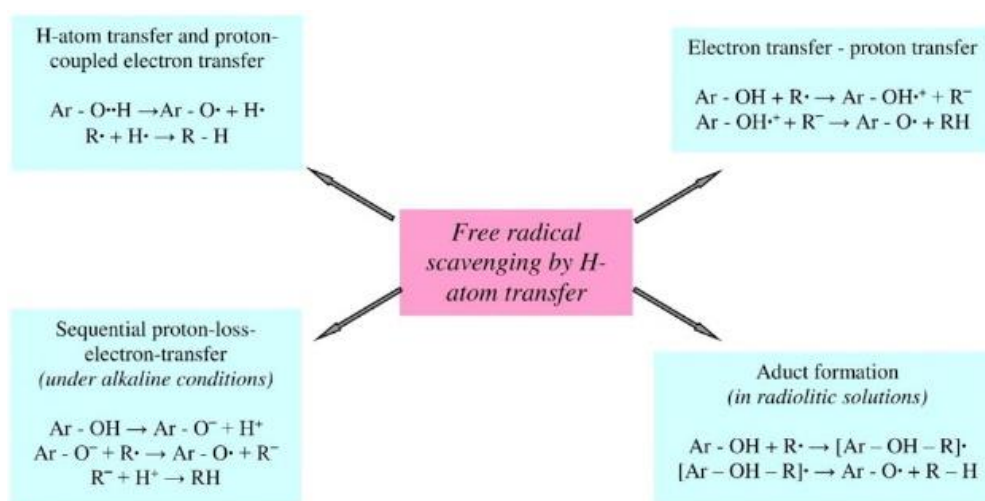 H-atom transfer and proton-
coupled electron transfer
Ar - O••H →Ar - O• + H•
R• + H• → R - H
Electron transfer - proton transfer
Ar - OH + R• → Ar - OH•⁺ + R⁻
Ar - OH•⁺ + R⁻ → Ar - O• + RH
Free radical
scavenging by H-
atom transfer
Sequential proton-loss-
electron-transfer
(under alkaline conditions)
Ar - OH → Ar - O⁻ + H⁺
Ar - O⁻ + R• → Ar - O• + R⁻
R⁻ + H⁺ → RH
Aduct formation
(in radiolitic solutions)
Ar – OH + R• → [Ar – OH – R]•
[Ar – OH – R]• → Ar - O• + R – H